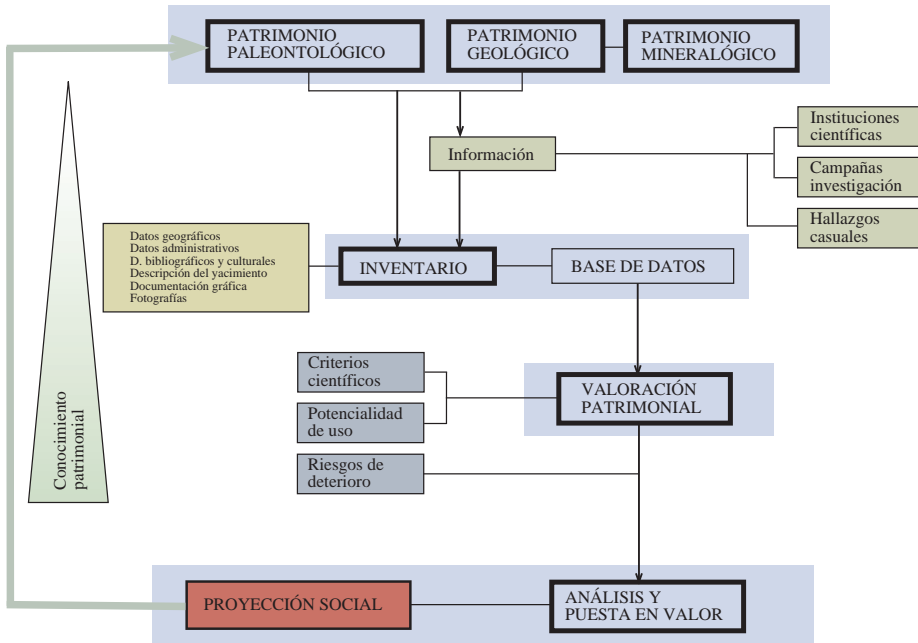 PATRIMONIO
PALEONTOLÓGICO
PATRIMONIO
GEOLÓGICO
PATRIMONIO
MINERALÓGICO
Información
Instituciones
científicas
Campañas
investigación
Hallazgos
casuales
Datos geográficos
Datos administrativos
D. bibliográficos y culturales
Descripción del yacimiento
Documentación gráfica
Fotografías
INVENTARIO
BASE DE DATOS
Criterios
científicos
Potencialidad
de uso
Riesgos de
deterioro
VALORACIÓN
PATRIMONIAL
Conocimiento
patrimonial
PROYECCIÓN SOCIAL
ANÁLISIS Y
PUESTA EN VALOR